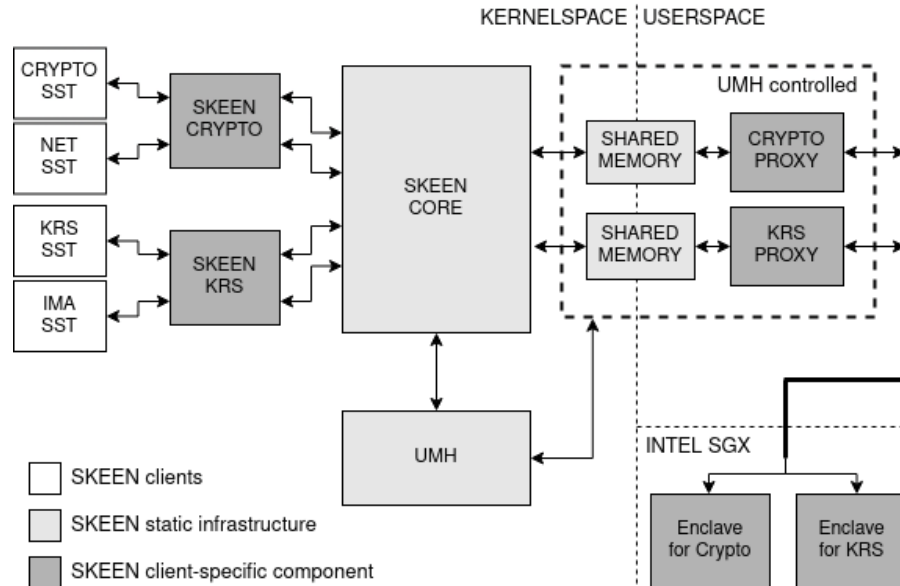 KERNELSPACE
USERSPACE
CRYPTO
SST
NET
SST
KRS
SST
IMA
SST
SKEEN
CRYPTO
SKEEN
KRS
SKEEN
CORE
UMH controlled
SHARED
MEMORY
CRYPTO
PROXY
SHARED
MEMORY
KRS
PROXY
UMH
INTEL SGX
Enclave
for Crypto
Enclave
for KRS
SKEEN clients
SKEEN static infrastructure
SKEEN client-specific component